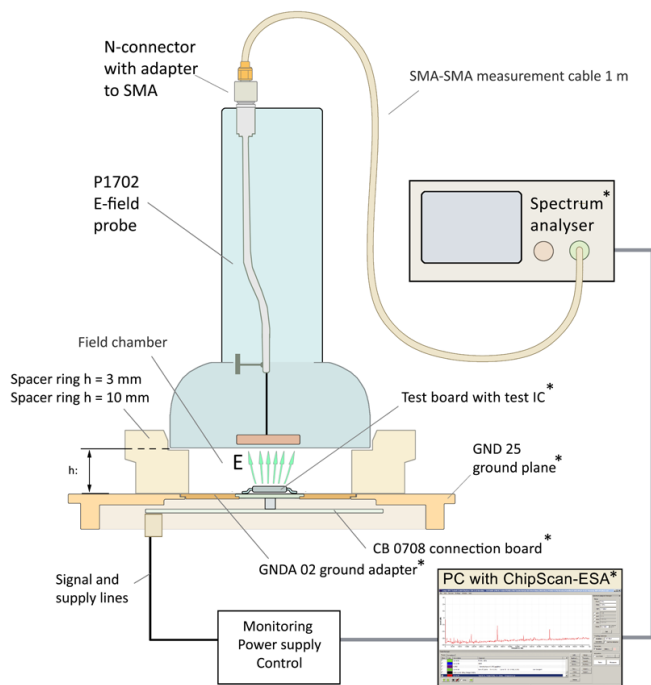 N-connector
with adapter
to SMA
SMA-SMA measurement cable 1 m
P1702
E-field
probe
Spectrum*
analyser
Field chamber
Spacer ring h = 3 mm
Spacer ring h = 10 mm
Test board with test IC*
E
h:
GND 25
ground plane*
CB 0708 connection board*
GNDA 02 ground adapter*
Signal and
supply lines
Monitoring
Power supply
Control
PC with ChipScan-ESA*